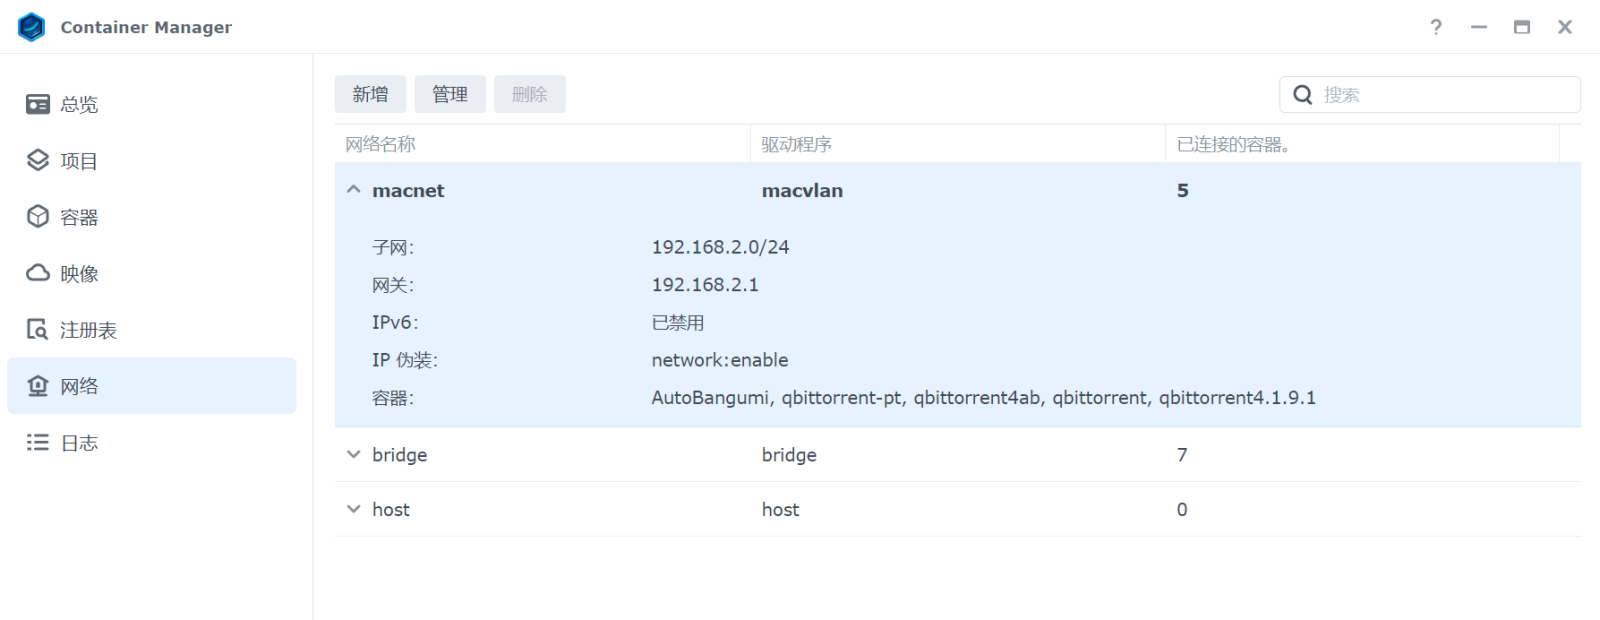 Container Manager
总览
项目
容器
映像
注册表
网络
日志
新增 管理 删除 搜索
网络名称 驱动程序 已连接的容器。
macnet macvlan 5
子网: 192.168.2.0/24
网关: 192.168.2.1
IPv6: 已禁用
IP 伪装: network:enable
容器: AutoBangumi, qbittorrent-pt, qbittorrent4ab, qbittorrent, qbittorrent4.1.9.1
bridge bridge 7
host host 0